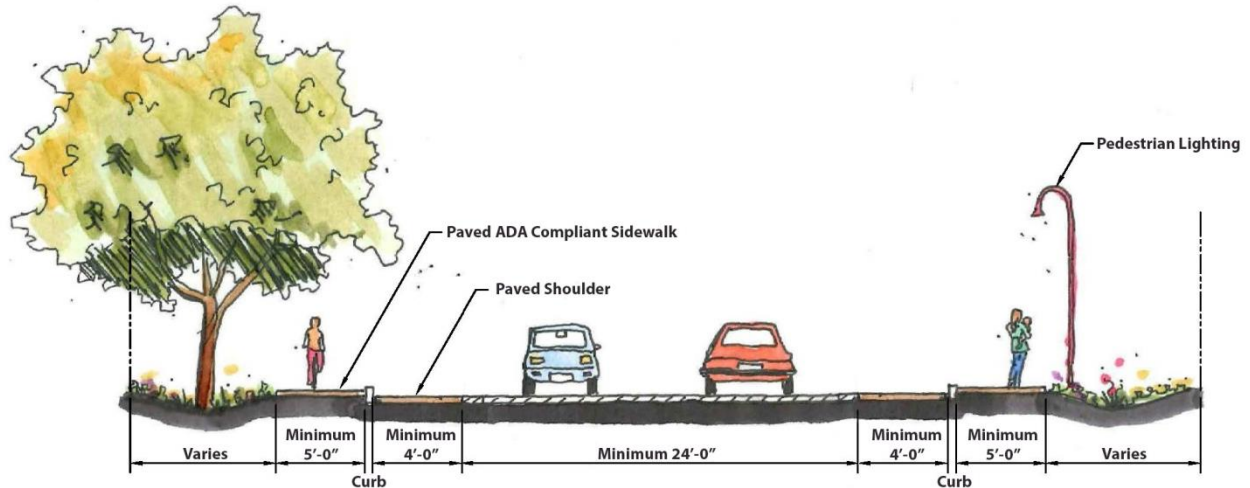 Pedestrian Lighting
Paved ADA Compliant Sidewalk
Paved Shoulder
Minimum
Minimum
Minimum
Minimum
Varies
5'-0"
4'-0"
Minimum 24'-0"
4'-0"
5'-0"
Varies
Curb
Curb